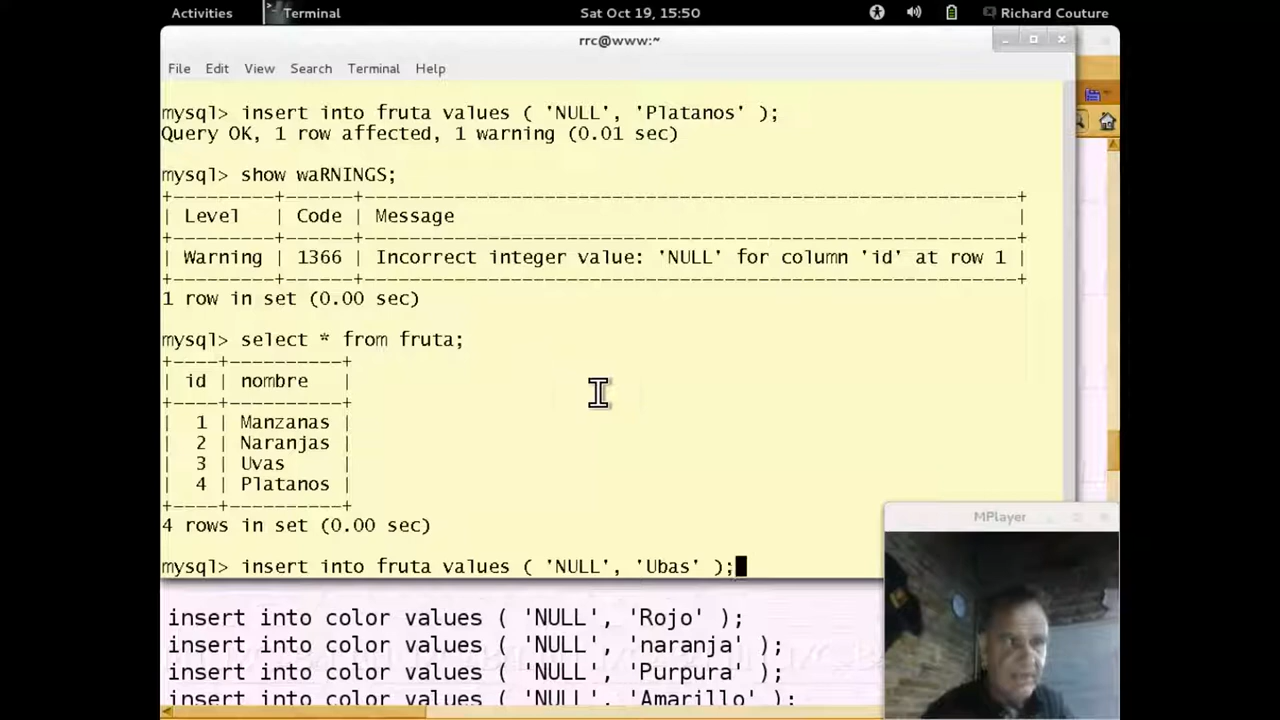 Activities
Terminal
Sat Oct 19, 15:50
Richard Couture
rrc@www:~
File Edit View Search Terminal Help
mysql> insert into fruta values ( 'NULL', 'Platanos' );
Query OK, 1 row affected, 1 warning (0.01 sec)
mysql> show waRNINGS;
+---------+------+-----------------------------------------------------------+
| Level   | Code | Message                                                   |
+---------+------+-----------------------------------------------------------+
| Warning | 1366 | Incorrect integer value: 'NULL' for column 'id' at row 1 |
+---------+------+-----------------------------------------------------------+
1 row in set (0.00 sec)
mysql> select * from fruta;
+----+----------+
| id | nombre   |
+----+----------+
|  1 | Manzanas |
|  2 | Naranjas |
|  3 | Uvas     |
|  4 | Platanos |
+----+----------+
4 rows in set (0.00 sec)
mysql> insert into fruta values ( 'NULL', 'Ubas' );
MPlayer
insert into color values ( 'NULL', 'Rojo' );
insert into color values ( 'NULL', 'naranja' );
insert into color values ( 'NULL', 'Purpura' );
insert into color values ( 'NULL', 'Amarillo' );